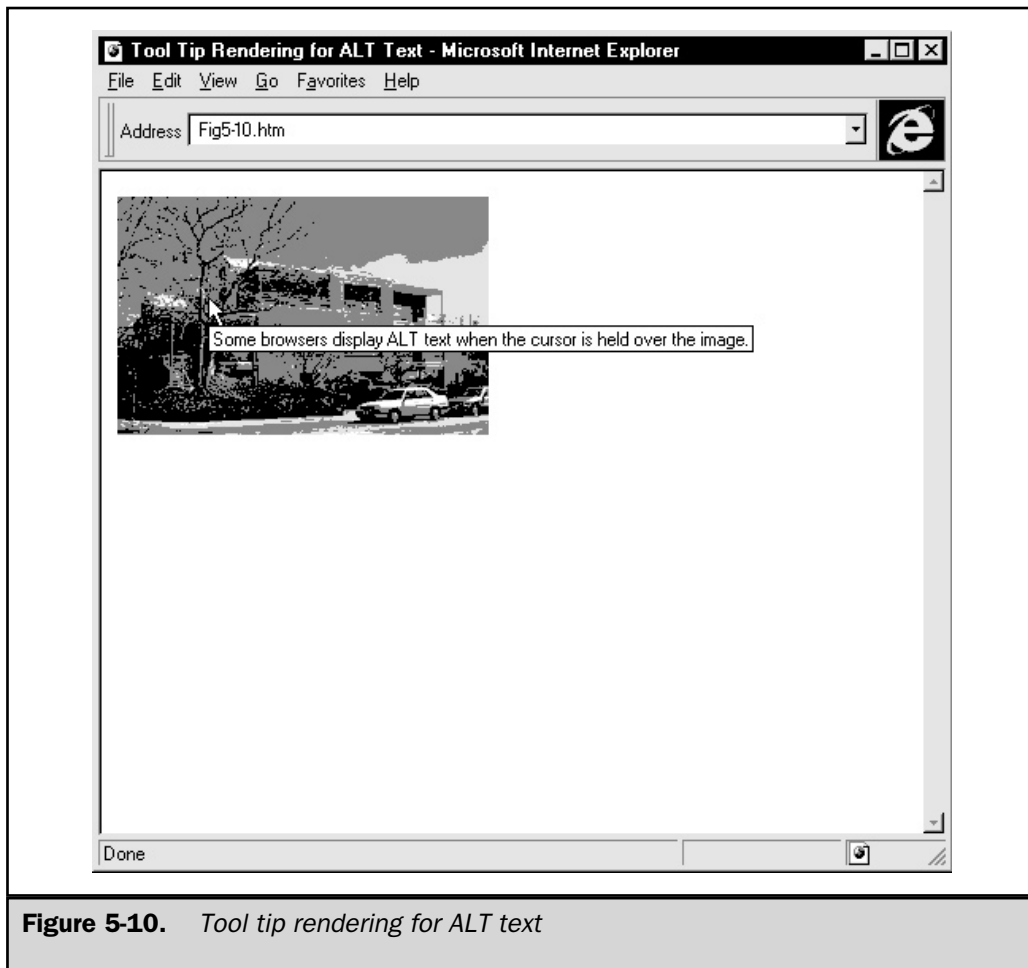 Tool Tip Rendering for ALT Text - Microsoft Internet Explorer
File Edit View Go Favorites Help
Address Fig5-10.htm
Some browsers display ALT text when the cursor is held over the image.
Done
Figure 5-10. Tool tip rendering for ALT text